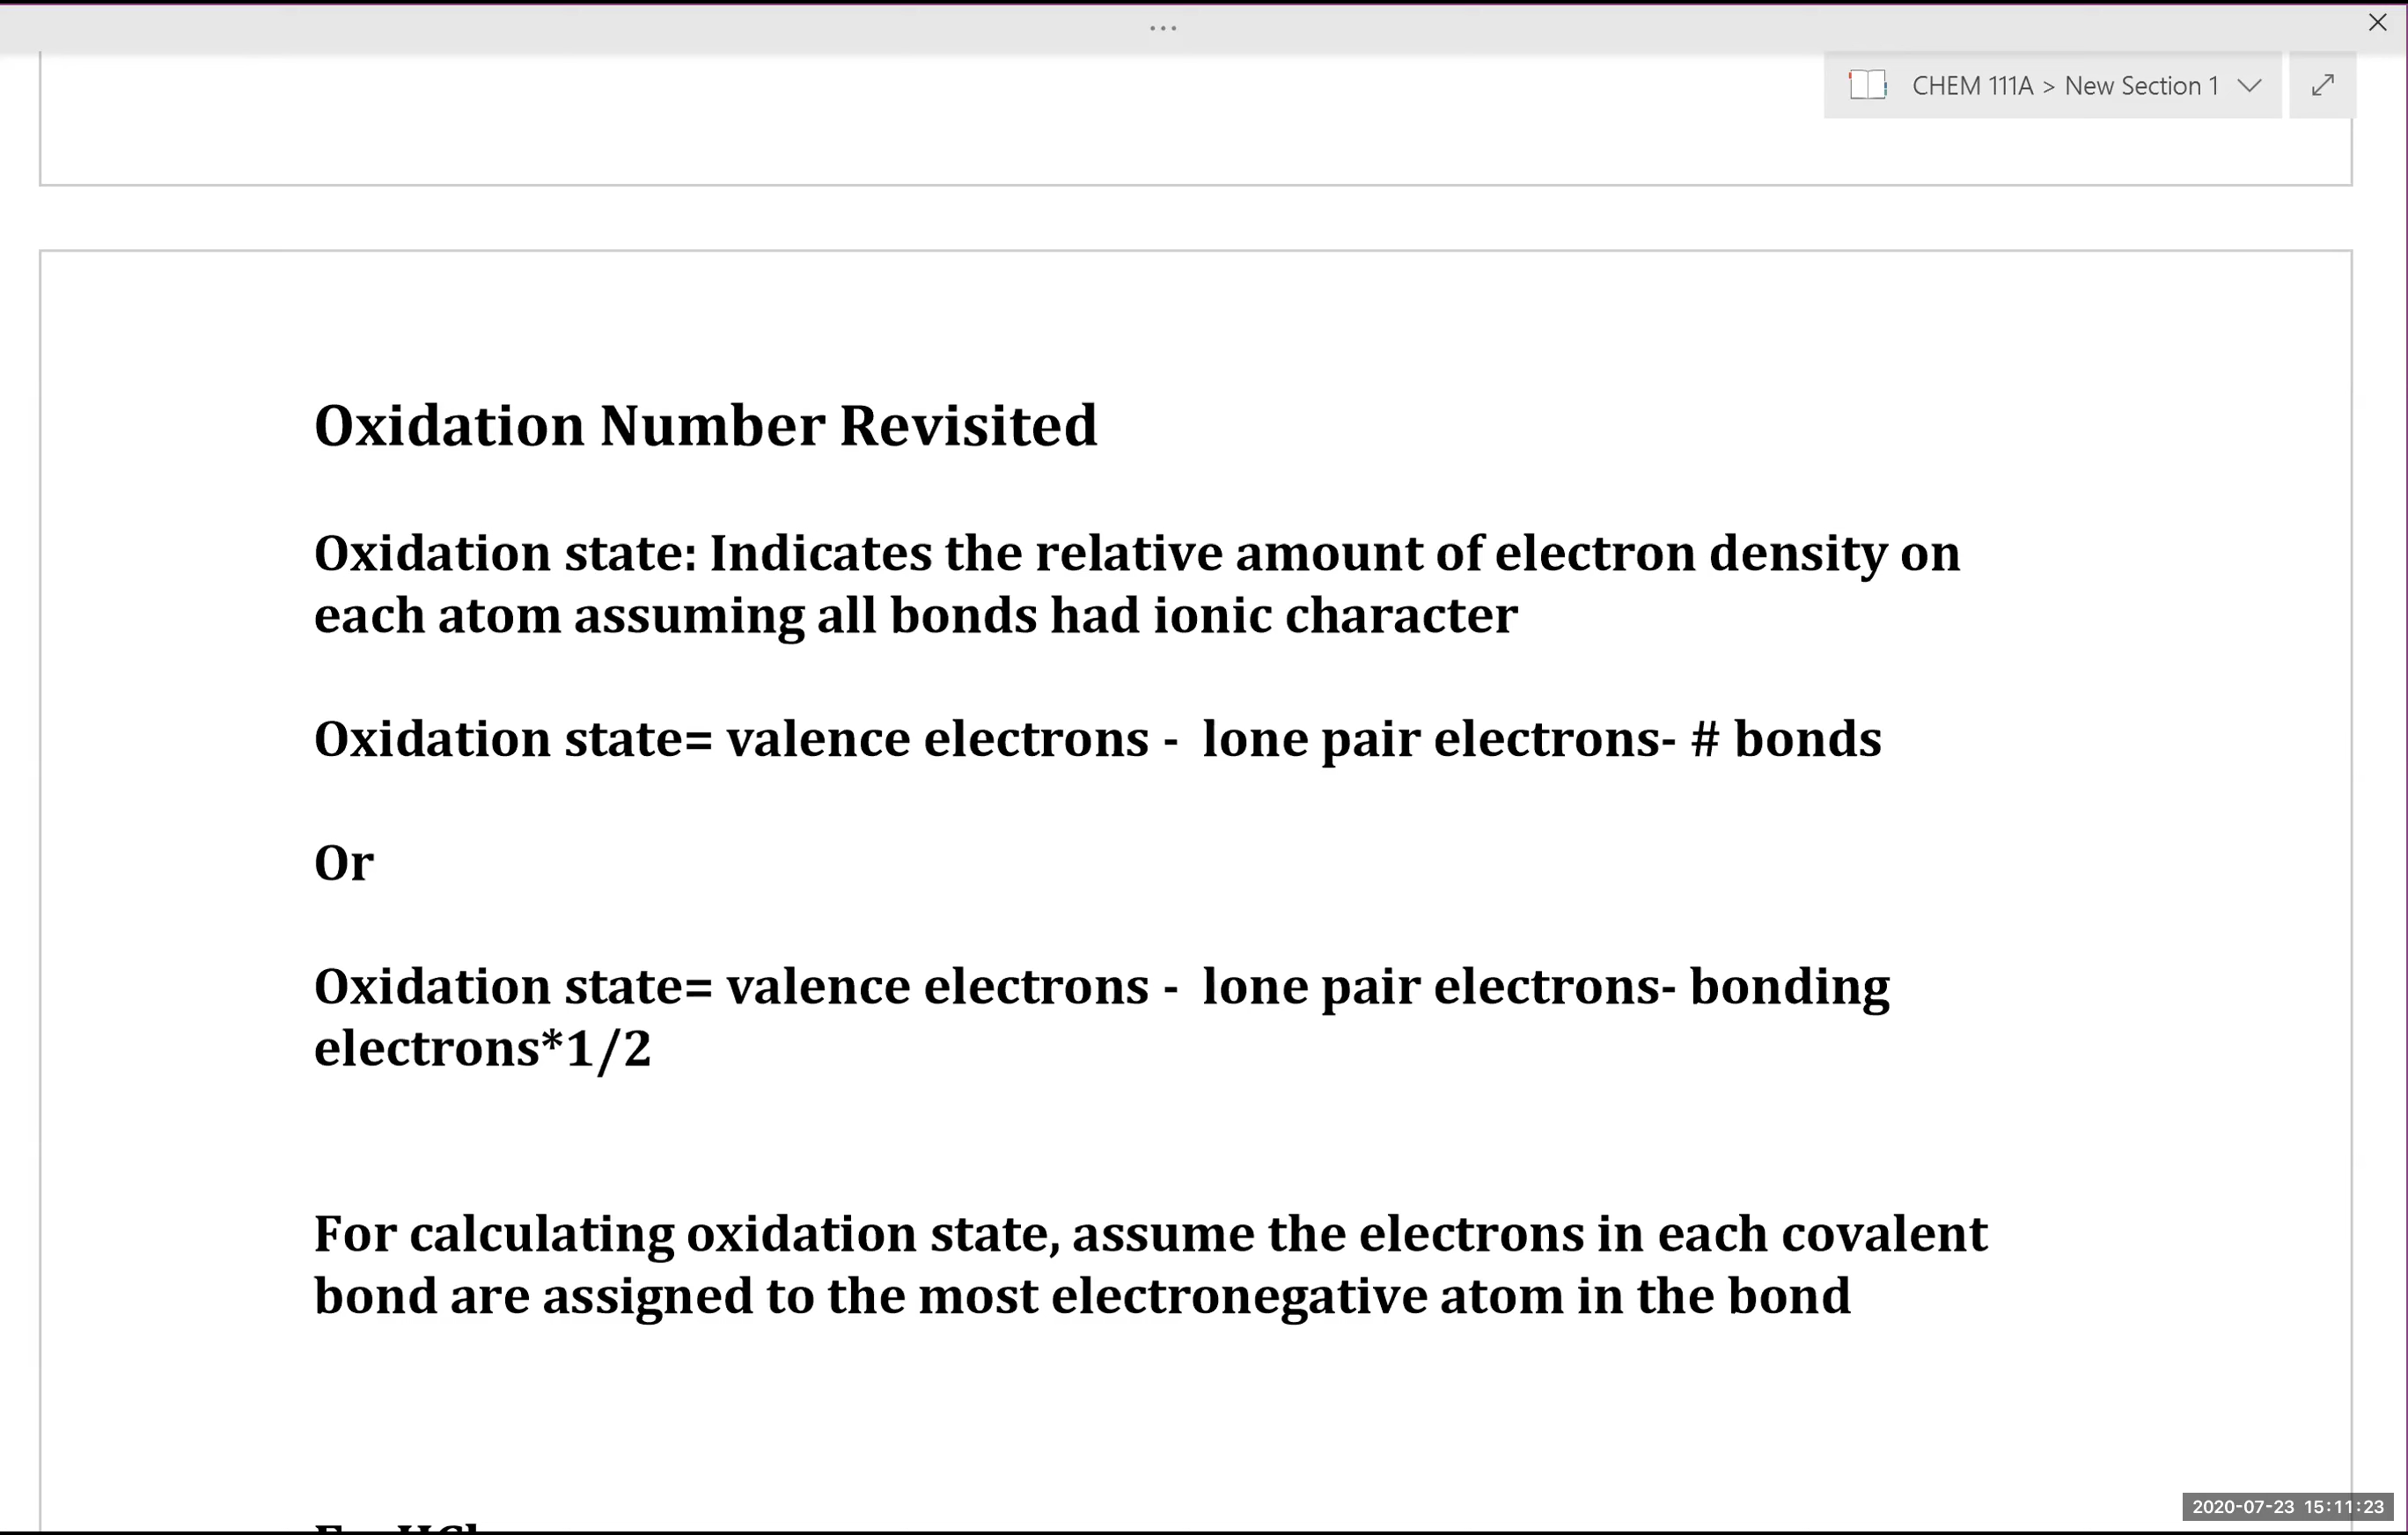 ...
CHEM 111A > New Section 1
Oxidation Number Revisited
Oxidation state: Indicates the relative amount of electron density on
each atom assuming all bonds had ionic character
Oxidation state= valence electrons -  lone pair electrons- # bonds
Or
Oxidation state= valence electrons -  lone pair electrons- bonding
electrons*1/2
For calculating oxidation state, assume the electrons in each covalent
bond are assigned to the most electronegative atom in the bond
2020-07-23 15:11:23